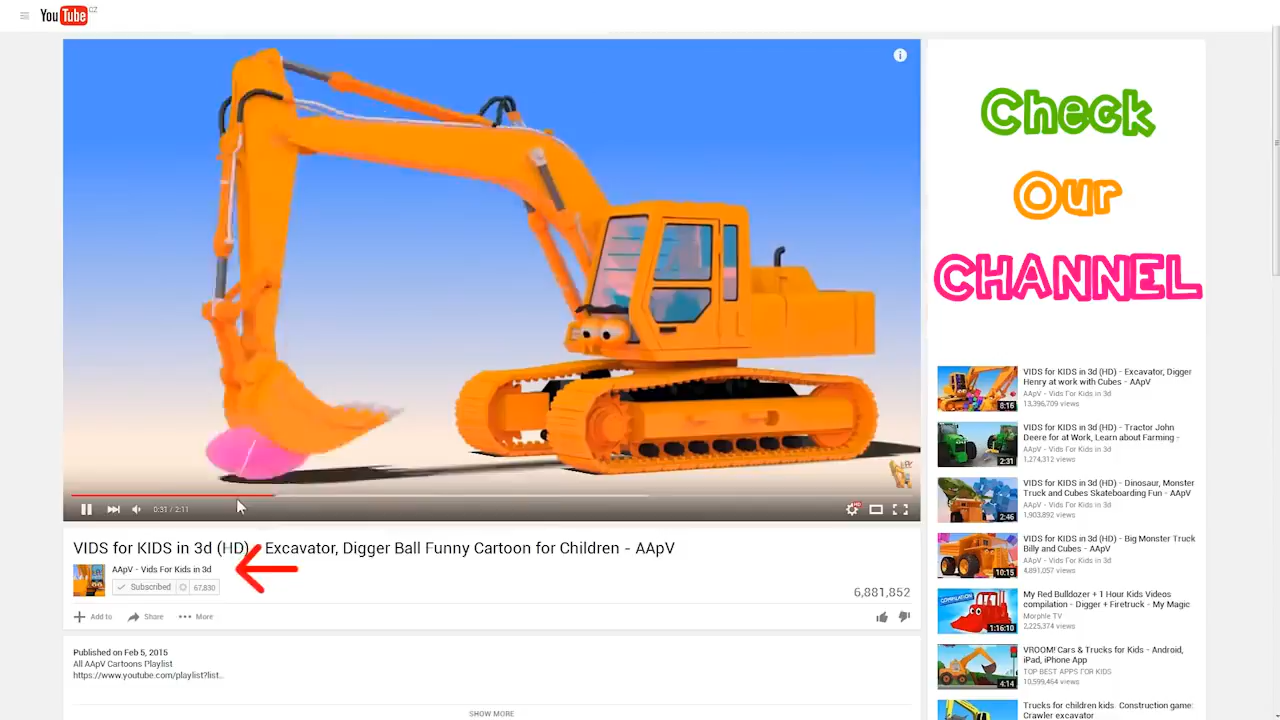 YouTube CZ
Check
Our
CHANNEL
0:31 / 2:11
HD
VIDS for KIDS in 3d (HD) - Excavator, Digger Ball Funny Cartoon for Children - AApV
AApV - Vids For Kids in 3d
Subscribed 67,830
6,881,852
Add to Share More
Published on Feb 5, 2015
All AApV Cartoons Playlist
https://www.youtube.com/playlist?list...
SHOW MORE
VIDS for KIDS in 3d (HD) - Excavator, Digger
Henry at work with Cubes - AApV
AApV - Vids For Kids in 3d
13,396,709 views
8:16
VIDS for KIDS in 3d (HD) - Tractor John
Deere for at Work, Learn about Farming -
AApV - Vids For Kids in 3d
1,274,312 views
2:31
VIDS for KIDS in 3d (HD) - Dinosaur, Monster
Truck and Cubes Skateboarding Fun - AApV
AApV - Vids For Kids in 3d
1,903,892 views
2:46
VIDS for KIDS in 3d (HD) - Big Monster Truck
Billy and Cubes - AApV
AApV - Vids For Kids in 3d
4,891,057 views
10:15
My Red Bulldozer + 1 Hour Kids Videos
compilation - Digger + Firetruck - My Magic
Morphle TV
2,225,374 views
COMPILATION
1:16:10
VROOM! Cars & Trucks for Kids - Android,
iPad, iPhone App
TOP BEST APPS FOR KIDS
10,599,464 views
4:14
Trucks for children kids. Construction game:
Crawler excavator